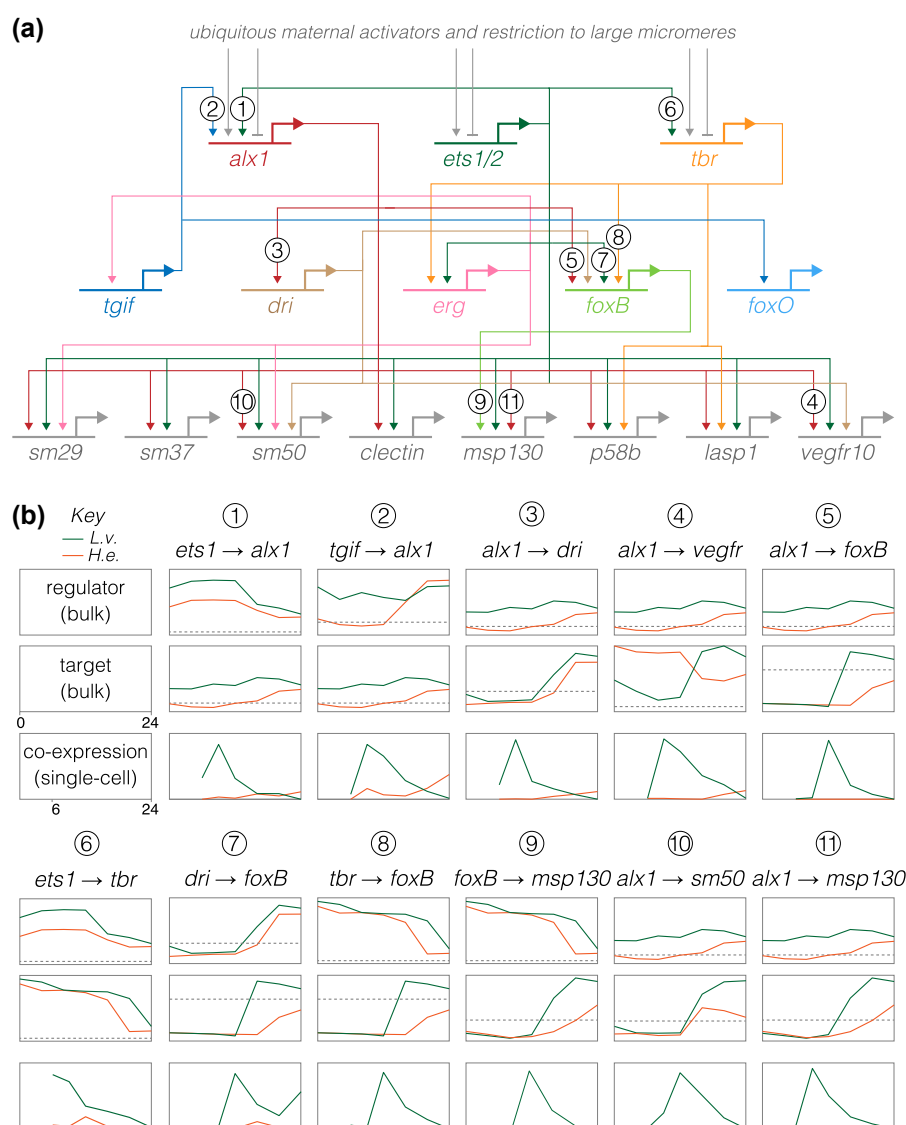 (a)
ubiquitous maternal activators and restriction to large micromeres
2 1 6
alx1 ets1/2 tbr
3 5 7 8
tgif dri erg foxB foxO
10 9 11 4
sm29 sm37 sm50 clectin msp130 p58b lasp1 vegfr10
(b)
Key
L.v.
H.e.
1 2 3 4 5
ets1 → alx1 tgif → alx1 alx1 → dri alx1 → vegfr alx1 → foxB
regulator
(bulk)
target
(bulk)
0 24
co-expression
(single-cell)
6 24
6 7 8 9 10 11
ets1 → tbr dri → foxB tbr → foxB foxB → msp130 alx1 → sm50 alx1 → msp130